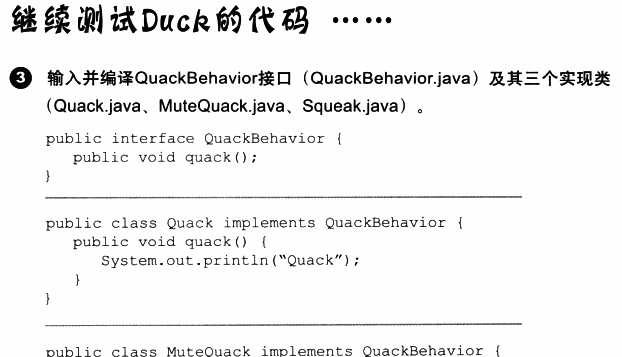 继续测试Duck的代码 ……
3 输入并编译QuackBehavior接口（QuackBehavior.java）及其三个实现类
（Quack.java、MuteQuack.java、Squeak.java）。
public interface QuackBehavior {
public void quack();
}
public class Quack implements QuackBehavior {
public void quack() {
System.out.println(“Quack”);
}
}
public class MuteQuack implements QuackBehavior {